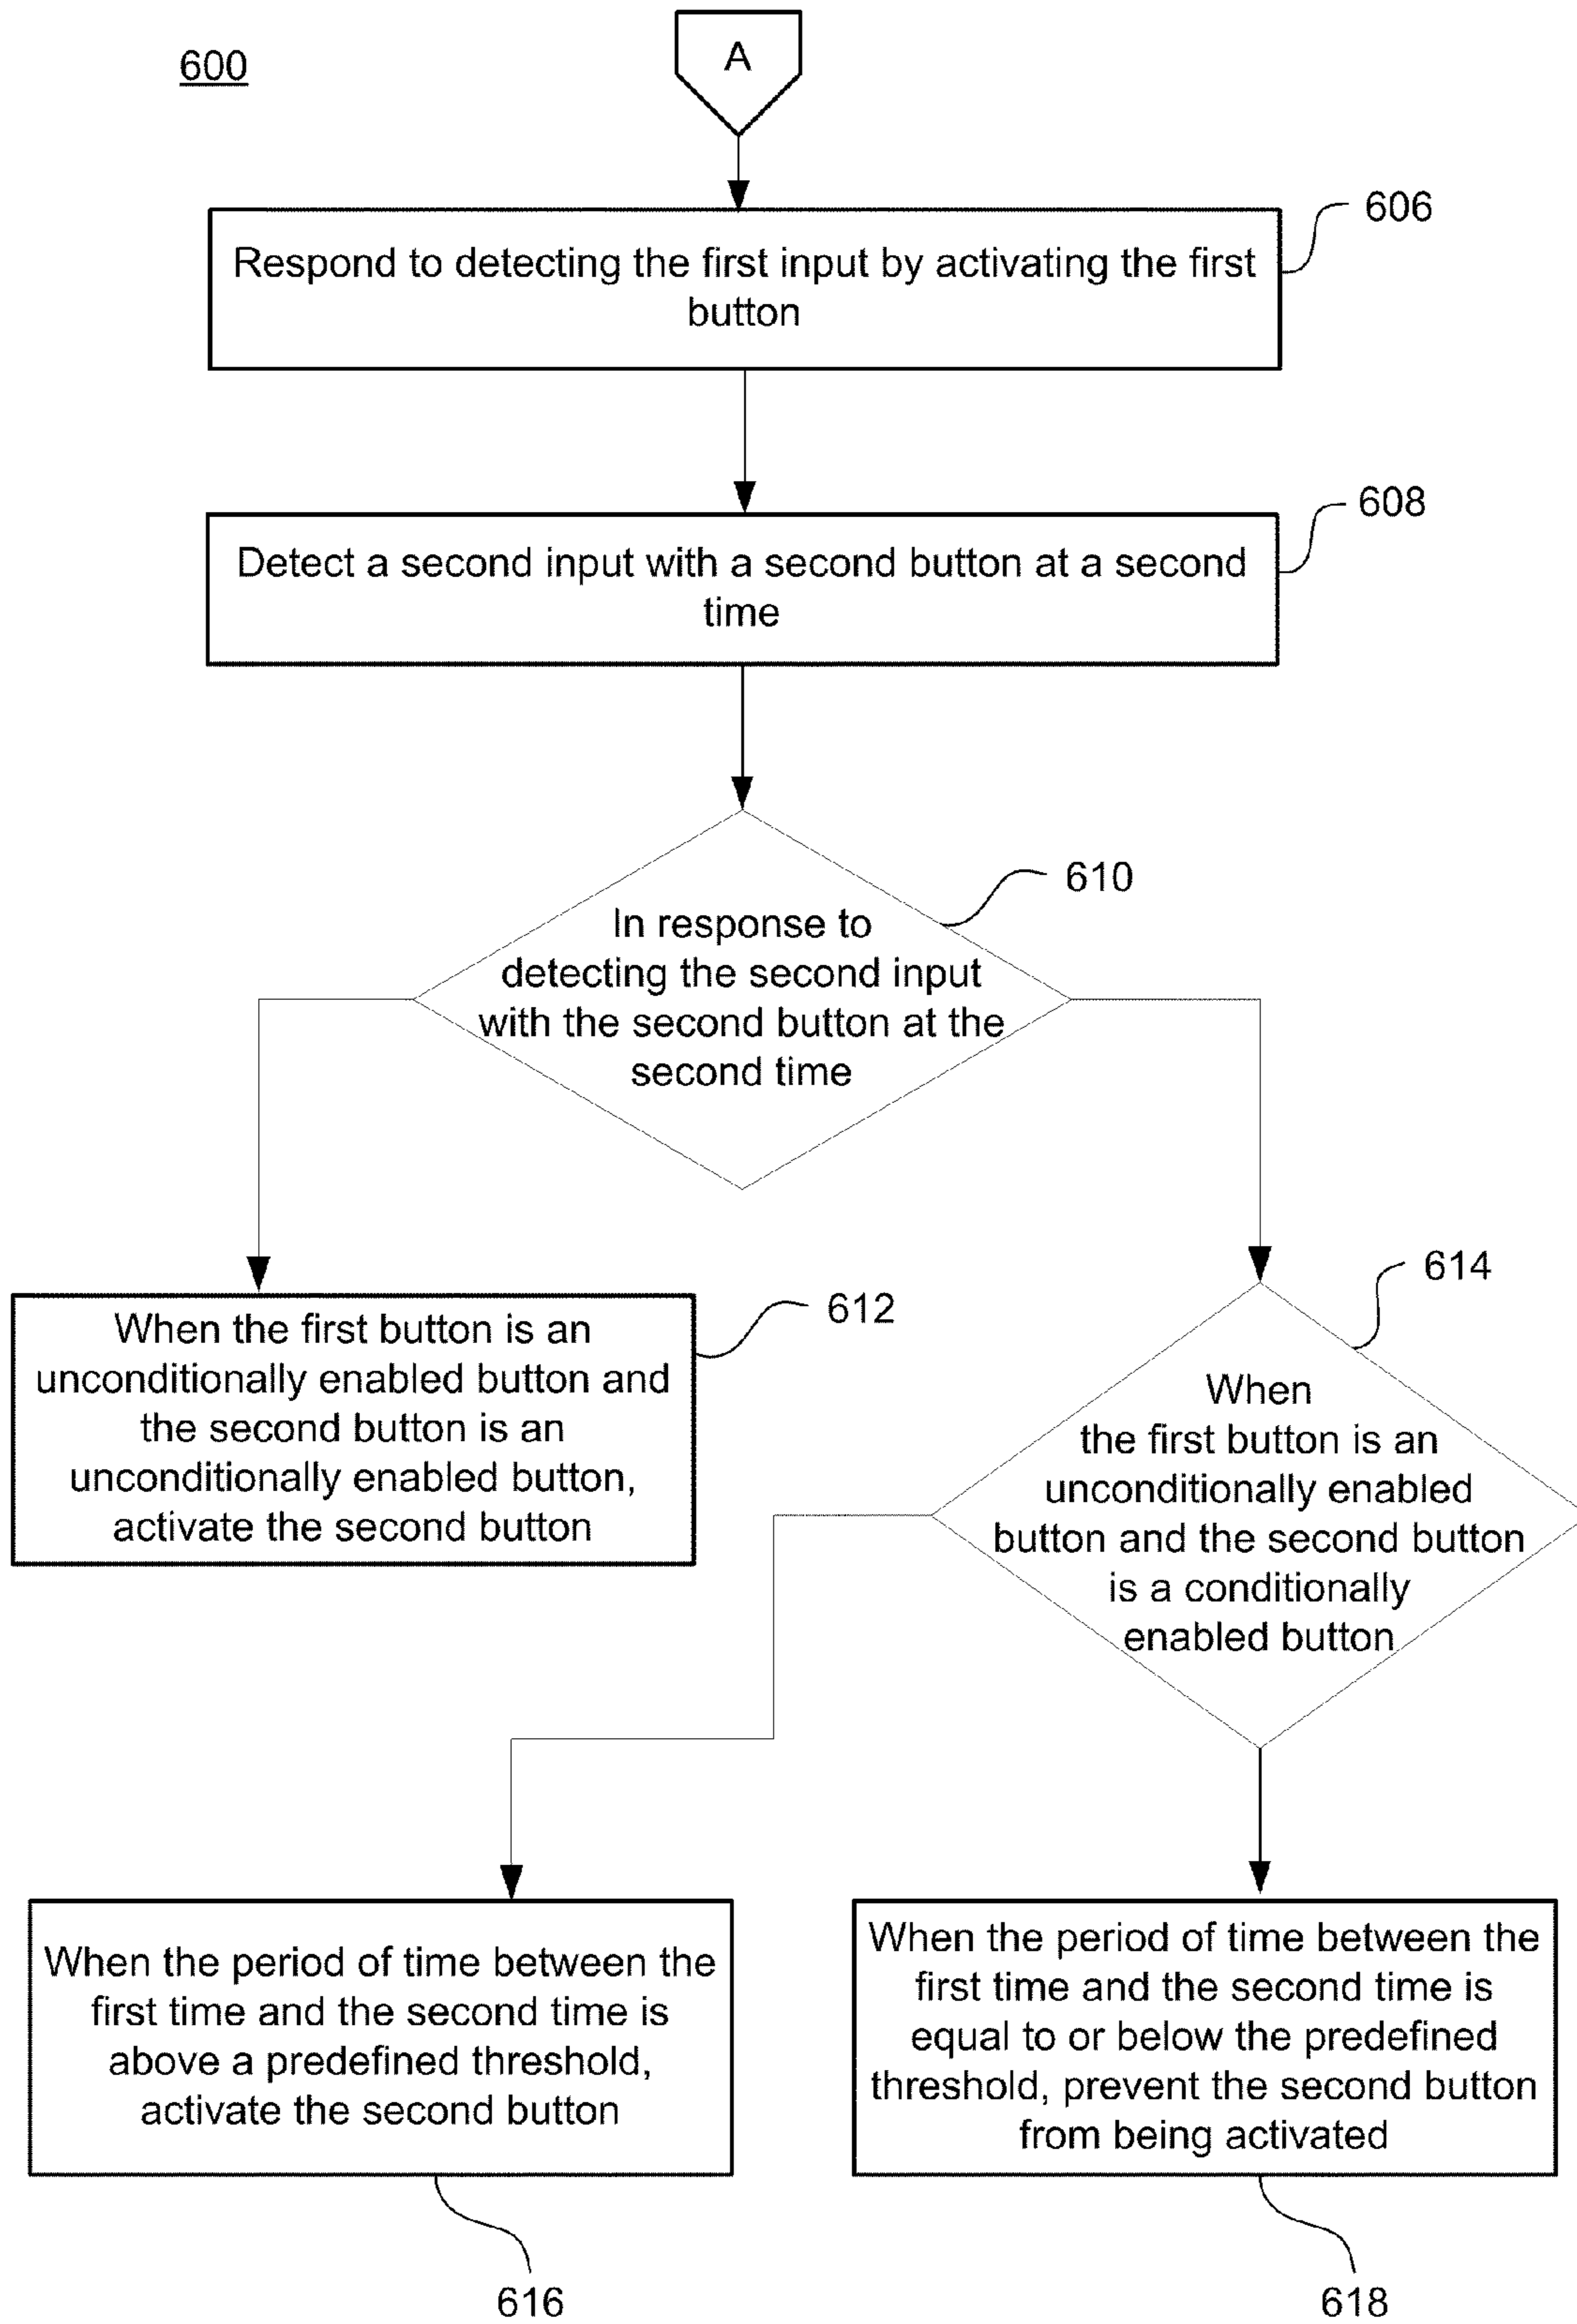 600
A
606
Respond to detecting the first input by activating the first
button
608
Detect a second input with a second button at a second
time
610
In response to
detecting the second input
with the second button at the
second time
612
When the first button is an
unconditionally enabled button and
the second button is an
unconditionally enabled button,
activate the second button
614
When
the first button is an
unconditionally enabled
button and the second button
is a conditionally
enabled button
When the period of time between the
first time and the second time is
above a predefined threshold,
activate the second button
616
When the period of time between the
first time and the second time is
equal to or below the predefined
threshold, prevent the second button
from being activated
618